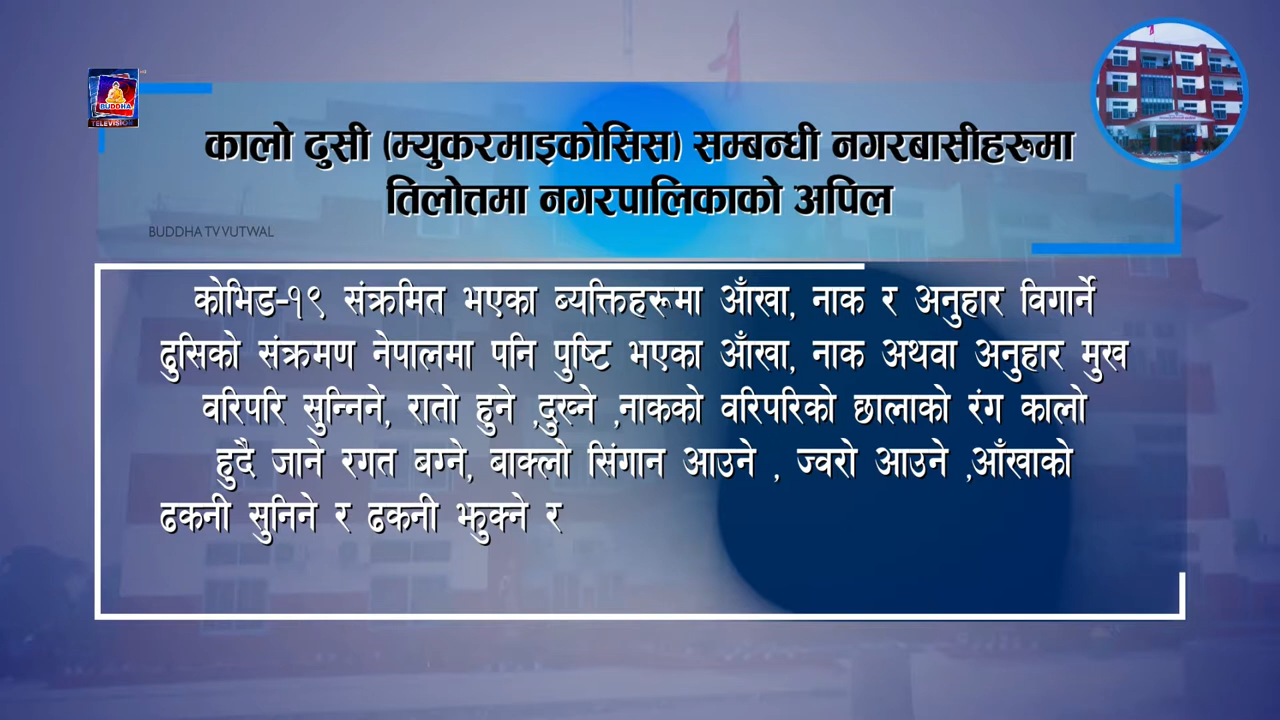 BUDDHA
TELEVISION
कालो ढुसी (म्युकरमाइकोसिस) सम्बन्धी नगरबासीहरुमा
तिलोत्तमा नगरपालिकाको अपिल
BUDDHA TV VUTWAL
कोभिड-१९ संक्रमित भएका ब्यक्तिहरूमा आँखा, नाक र अनुहार विगार्ने
ढुसिको संक्रमण नेपालमा पनि पुष्टि भएका आँखा, नाक अथवा अनुहार मुख
वरिपरि सुन्निने, रातो हुने ,दुख्ने ,नाकको वरिपरिको छालाको रंग कालो
हुदै जाने रगत बग्ने, बाक्लो सिंगान आउने , ज्वरो आउने ,आँखाको
ढकनी सुनिने र ढकनी झुक्ने र